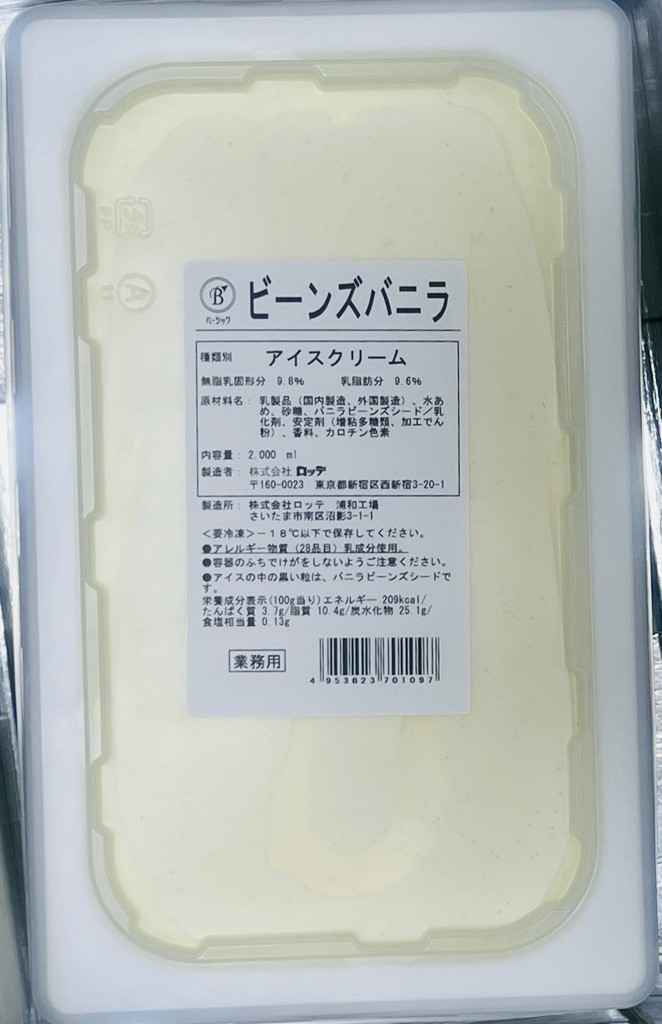 B
ベーシック
ビーンズバニラ
種類別 アイスクリーム
無脂乳固形分 9.8% 乳脂肪分 9.6%
原材料名: 乳製品(国内製造、外国製造)、水あ
め、砂糖、バニラビーンズシード/乳
化剤、安定剤(増粘多糖類、加工でん
粉)、香料、カロチン色素
内容量: 2,000 ml
製造者: 株式会社 ロッテ
〒160-0023 東京都新宿区西新宿3-20-1
製造所: 株式会社ロッテ 浦和工場
さいたま市南区沼影3-1-1
<要冷凍>-18℃以下で保存してください。
●アレルギー物質(28品目)乳成分使用。
●容器のふちでけがをしないようご注意ください。
●アイスの中の黒い粒は、バニラビーンズシードで
す。
栄養成分表示(100g当り)エネルギー 209kcal/
たんぱく質 3.7g/脂質 10.4g/炭水化物 25.1g/
食塩相当量 0.13g
業務用
4 953823 701097